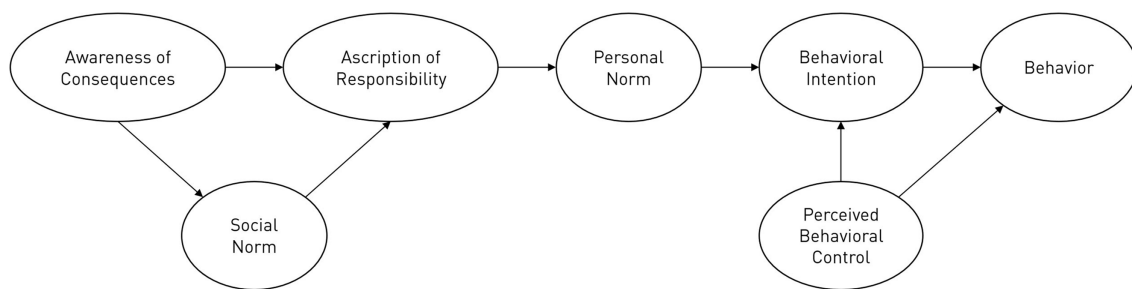 Awareness of
Consequences
Ascription of
Responsibility
Personal
Norm
Behavioral
Intention
Behavior
Social
Norm
Perceived
Behavioral
Control